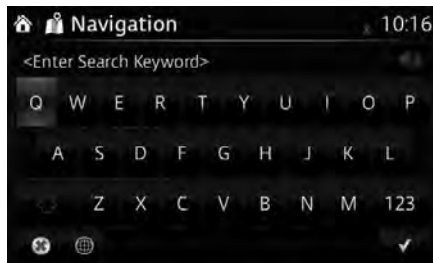 Navigation 10:16
<Enter Search Keyword>
Q W E R T Y U I O P
A S D F G H J K L
Z X C V B N M 123